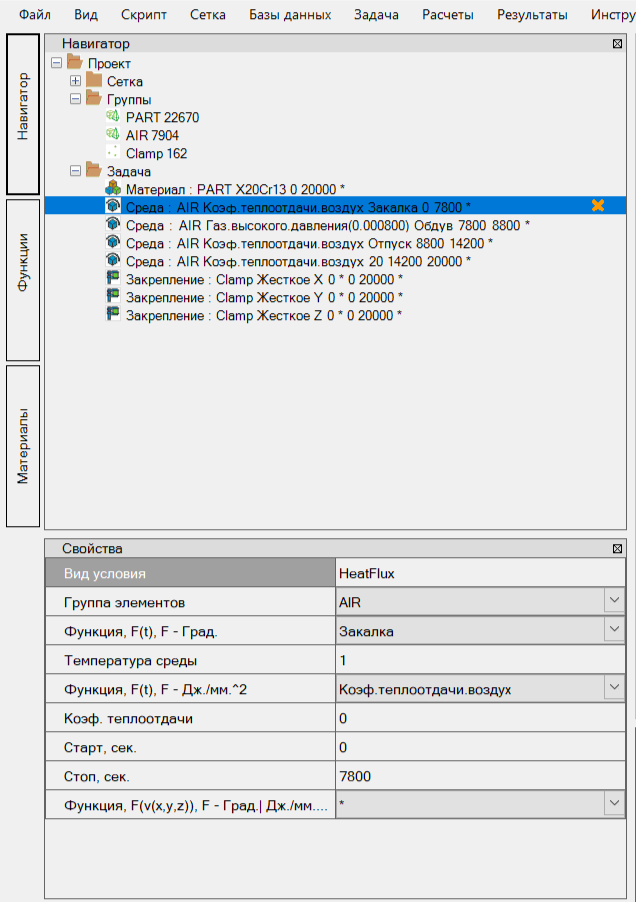 Файл Вид Скрипт Сетка Базы данных Задача Расчеты Результаты Инстру
Навигатор
Навигатор
Функции
Материалы
Проект
Сетка
Группы
PART 22670
AIR 7904
Clamp 162
Задача
Материал : PART X20Cr13 0 20000 *
Среда : AIR Коэф.теплоотдачи.воздух Закалка 0 7800 *
Среда : AIR Газ.высокого.давления(0.000800) Обдув 7800 8800 *
Среда : AIR Коэф.теплоотдачи.воздух Отпуск 8800 14200 *
Среда : AIR Коэф.теплоотдачи.воздух 20 14200 20000 *
Закрепление : Clamp Жесткое X 0 * 0 20000 *
Закрепление : Clamp Жесткое Y 0 * 0 20000 *
Закрепление : Clamp Жесткое Z 0 * 0 20000 *
Свойства
Вид условия HeatFlux
Группа элементов AIR
Функция, F(t), F - Град. Закалка
Температура среды 1
Функция, F(t), F - Дж./мм.^2 Коэф.теплоотдачи.воздух
Коэф. теплоотдачи 0
Старт, сек. 0
Стоп, сек. 7800
Функция, F(v(x,y,z)), F - Град.| Дж./мм.... *